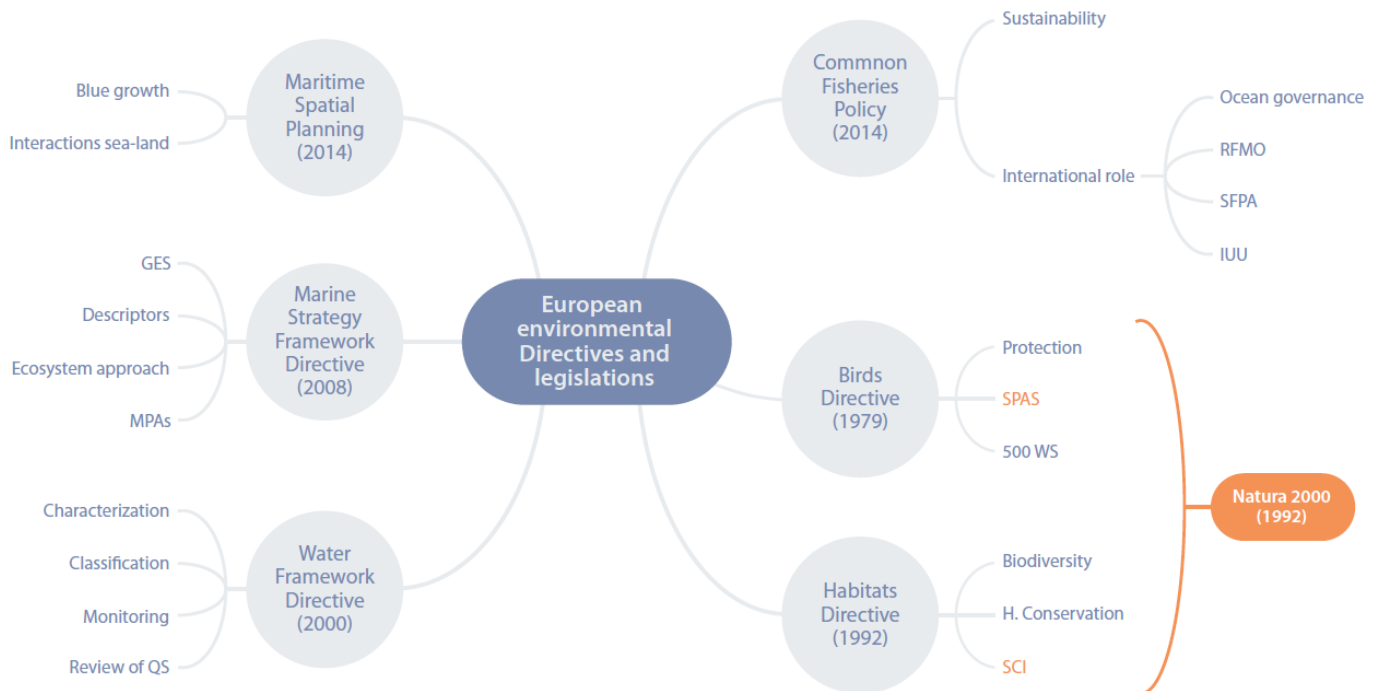 Blue growth
Interactions sea-land
Maritime
Spatial
Planning
(2014)
GES
Descriptors
Ecosystem approach
MPAs
Marine
Strategy
Framework
Directive
(2008)
Characterization
Classification
Monitoring
Review of QS
Water
Framework
Directive
(2000)
European
environmental
Directives and
legislations
Commnon
Fisheries
Policy
(2014)
Sustainability
International role
Ocean governance
RFMO
SFPA
IUU
Birds
Directive
(1979)
Protection
SPAS
500 WS
Habitats
Directive
(1992)
Biodiversity
H. Conservation
SCI
Natura 2000
(1992)